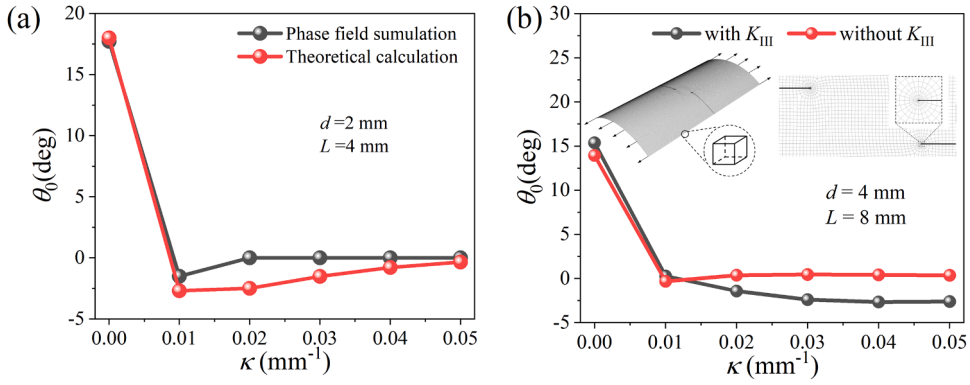 (a)
Phase field sumulation
Theoretical calculation
d =2 mm
L =4 mm
θ0(deg)
20
15
10
5
0
-5
0.00 0.01 0.02 0.03 0.04 0.05
κ (mm-1)
(b)
with KIII
without KIII
d = 4 mm
L = 8 mm
θ0(deg)
30
25
20
15
10
5
0
-5
0.00 0.01 0.02 0.03 0.04 0.05
κ (mm-1)